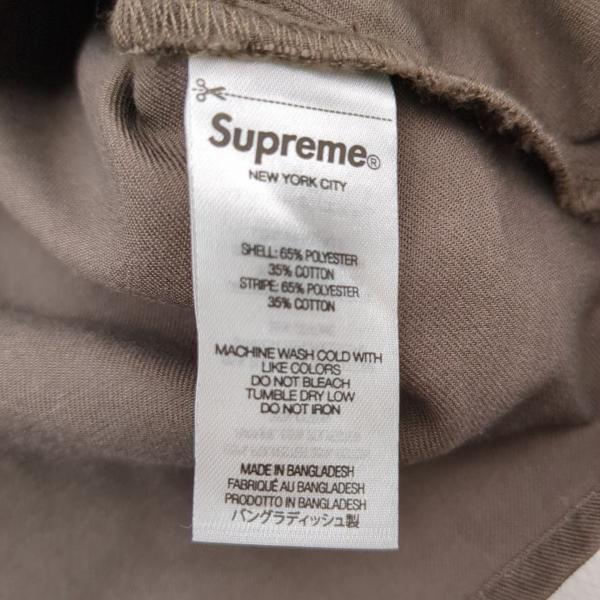 Supreme®
NEW YORK CITY
SHELL: 65% POLYESTER
35% COTTON
STRIPE: 65% POLYESTER
35% COTTON
MACHINE WASH COLD WITH
LIKE COLORS
DO NOT BLEACH
TUMBLE DRY LOW
DO NOT IRON
MADE IN BANGLADESH
FABRIQUÉ AU BANGLADESH
PRODOTTO IN BANGLADESH
バングラディッシュ製